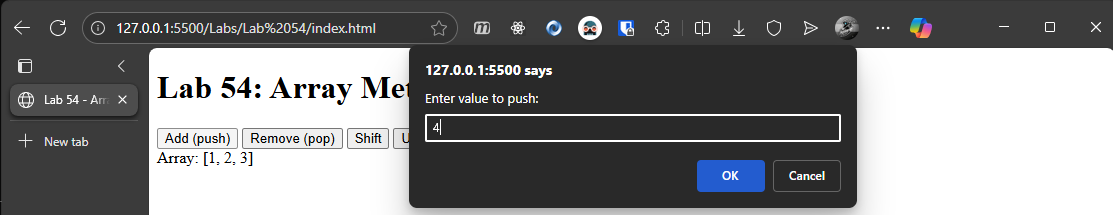 127.0.0.1:5500/Labs/Lab%2054/index.html
127.0.0.1:5500 says
Enter value to push:
4
OK
Cancel
Lab 54 - Arr
New tab
Lab 54: Array Met
Add (push)
Remove (pop)
Shift
U
Array: [1, 2, 3]